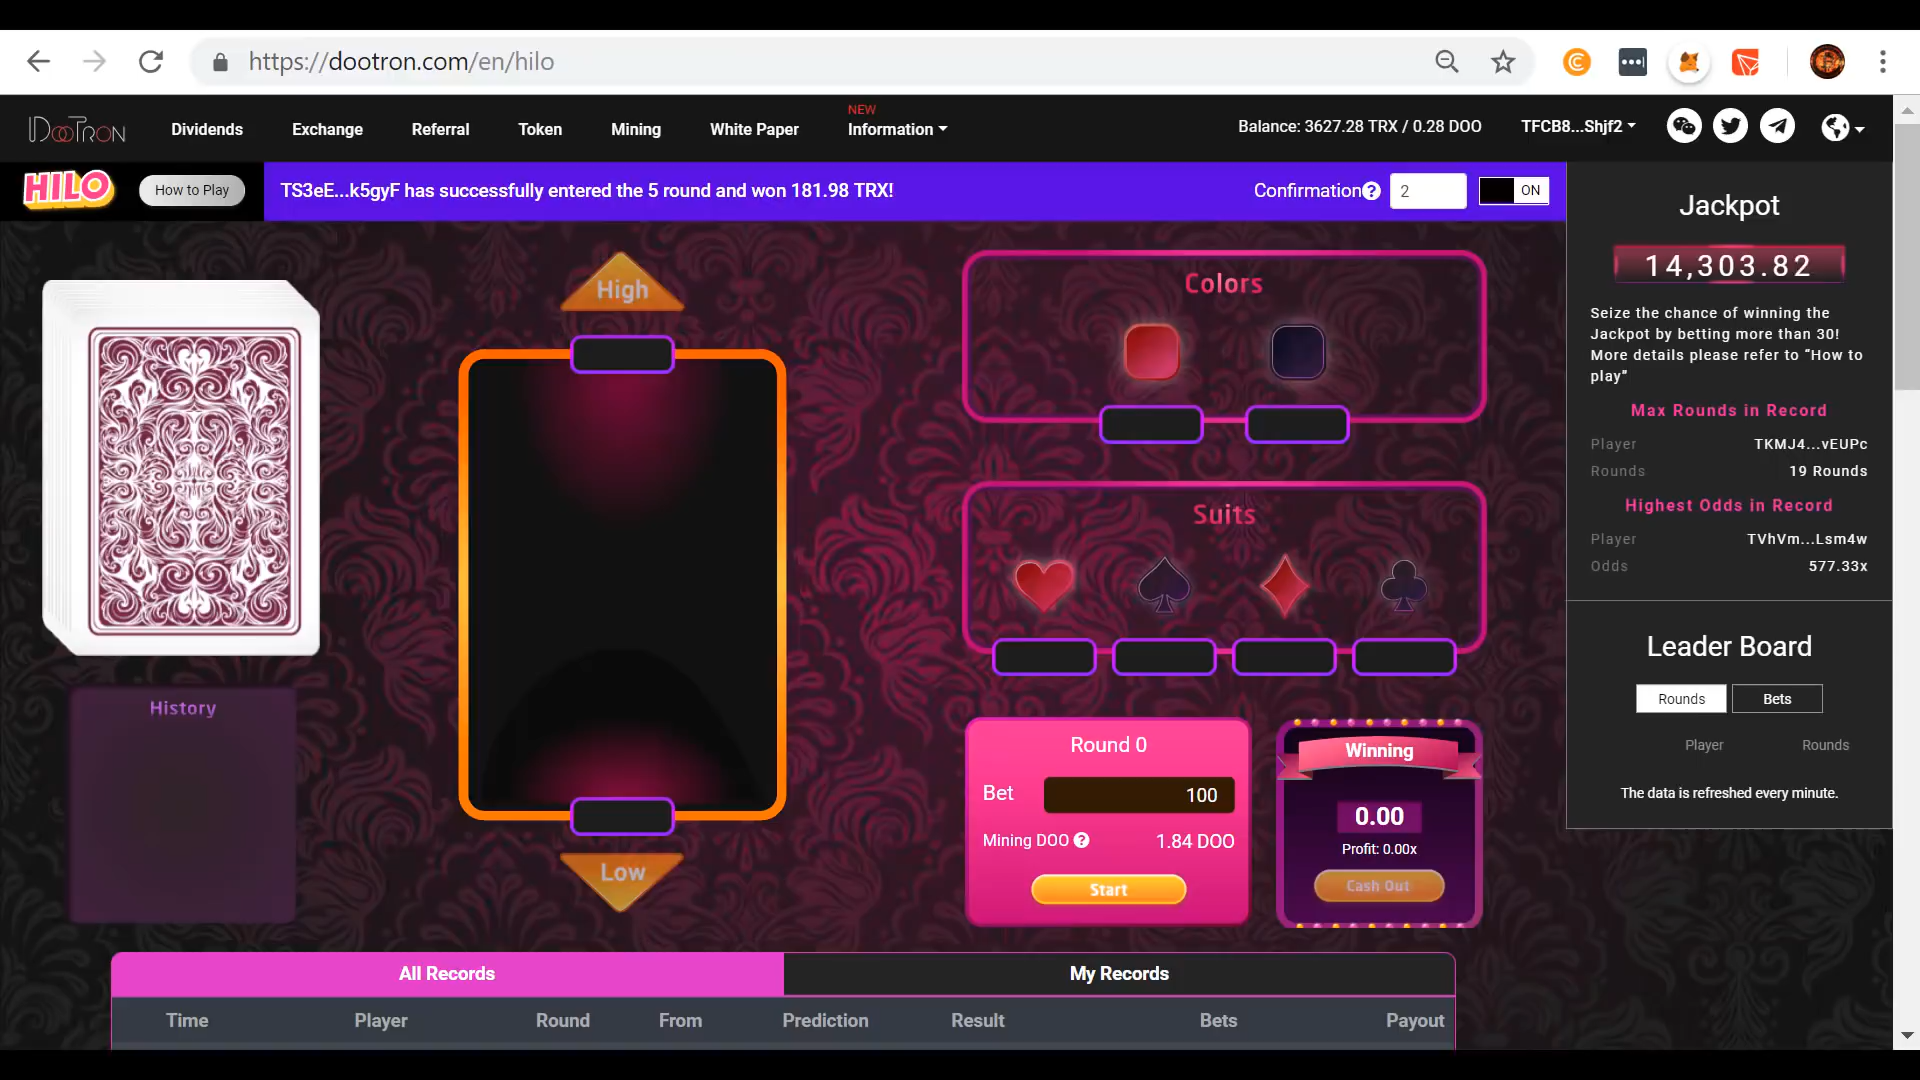 https://dootron.com/en/hilo
DooTRON
Dividends
Exchange
Referral
Token
Mining
White Paper
NEW
Information
Balance: 3627.28 TRX / 0.28 DOO
TFCB8...Shjf2
HILO
How to Play
TS3eE...k5gyF has successfully entered the 5 round and won 181.98 TRX!
Confirmation
?
2
ON
High
Low
History
Colors
Suits
Round 0
Bet
100
Mining DOO ?
1.84 DOO
Start
Winning
0.00
Profit: 0.00x
Cash Out
Jackpot
14,303.82
Seize the chance of winning the
Jackpot by betting more than 30!
More details please refer to "How to
play"
Max Rounds in Record
Player TKMJ4...vEUPc
Rounds 19 Rounds
Highest Odds in Record
Player TVhVm...Lsm4w
Odds 577.33x
Leader Board
Rounds
Bets
Player Rounds
The data is refreshed every minute.
All Records
My Records
Time Player Round From Prediction Result Bets Payout